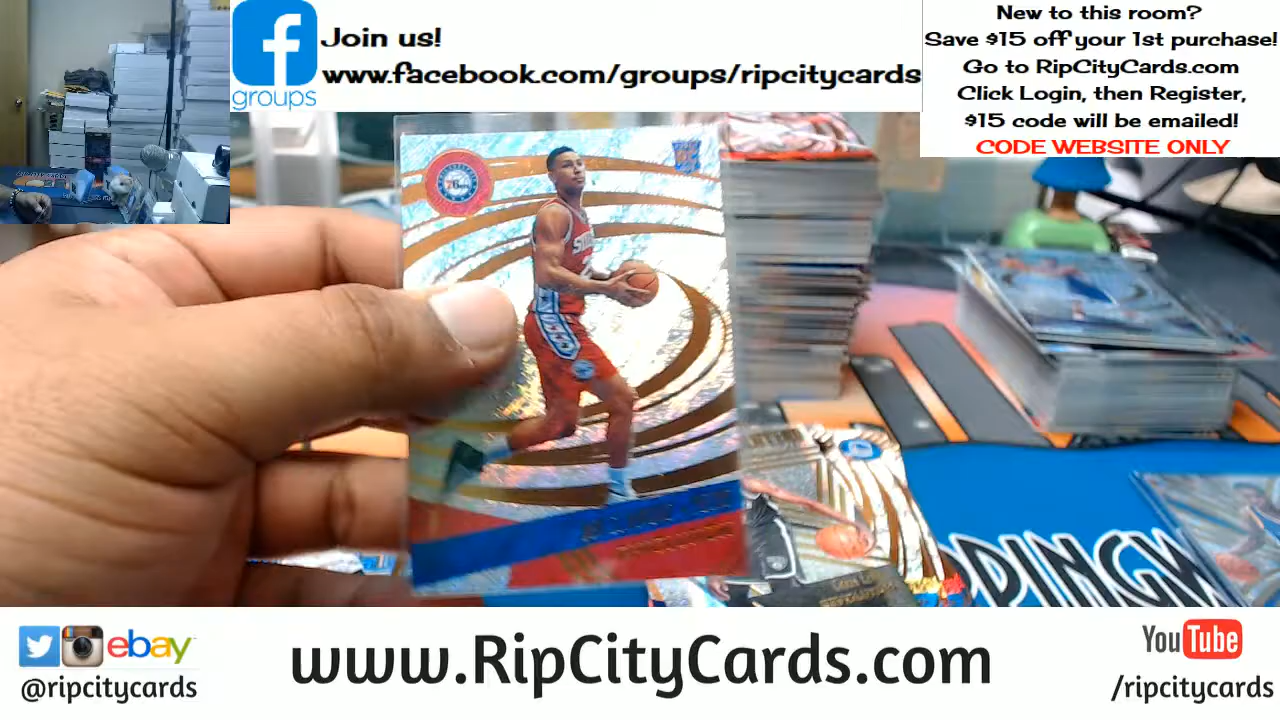 Join us!
www.facebook.com/groups/ripcitycards
groups
New to this room?
Save $15 off your 1st purchase!
Go to RipCityCards.com
Click Login, then Register,
$15 code will be emailed!
CODE WEBSITE ONLY
76ers
ebay
@ripcitycards
www.RipCityCards.com
YouTube
/ripcitycards